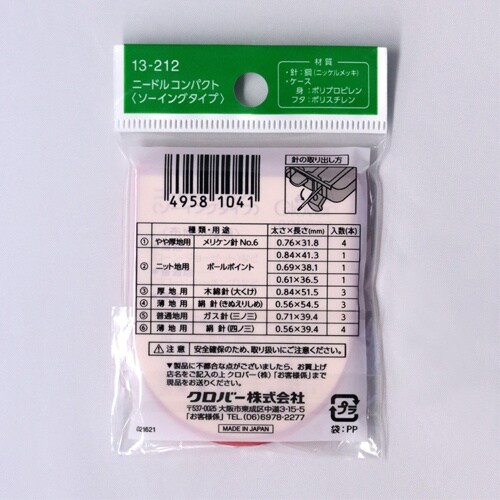 13-212
ニードルコンパクト
〈ソーイングタイプ〉
材質
・針：鋼(ニッケルメッキ)
・ケース
身：ポリプロピレン
フタ：ポリスチレン
4958 1041
針の取り出し方
種類・用途 太さ×長さ(mm) 入数(本)
① やや厚地用 メリケン針 No.6 0.76×31.8 4
② ニット地用 ボールポイント 0.84×41.3 1
0.69×38.1 1
0.61×36.5 1
③ 厚地用 木綿針(大くけ) 0.84×51.5 3
④ 薄地用 絹針(きぬえりしめ) 0.56×54.5 3
⑤ 普通地用 ガス針(三ノ三) 0.71×39.4 3
⑥ 薄地用 絹針(四ノ三) 0.56×39.4 4
⚠注意 安全確保のため、取り扱いにご注意ください。
▼製品に不都合な点がございましたら、お買上げ
店名をご記入の上クロバー(株)「お客様係」まで
現品をお送りください。
クロバー株式会社
〒537-0025 大阪市東成区中道3-15-5
「お客様係」TEL.06)6978-2277
MADE IN JAPAN
021621
プラ
袋：PP